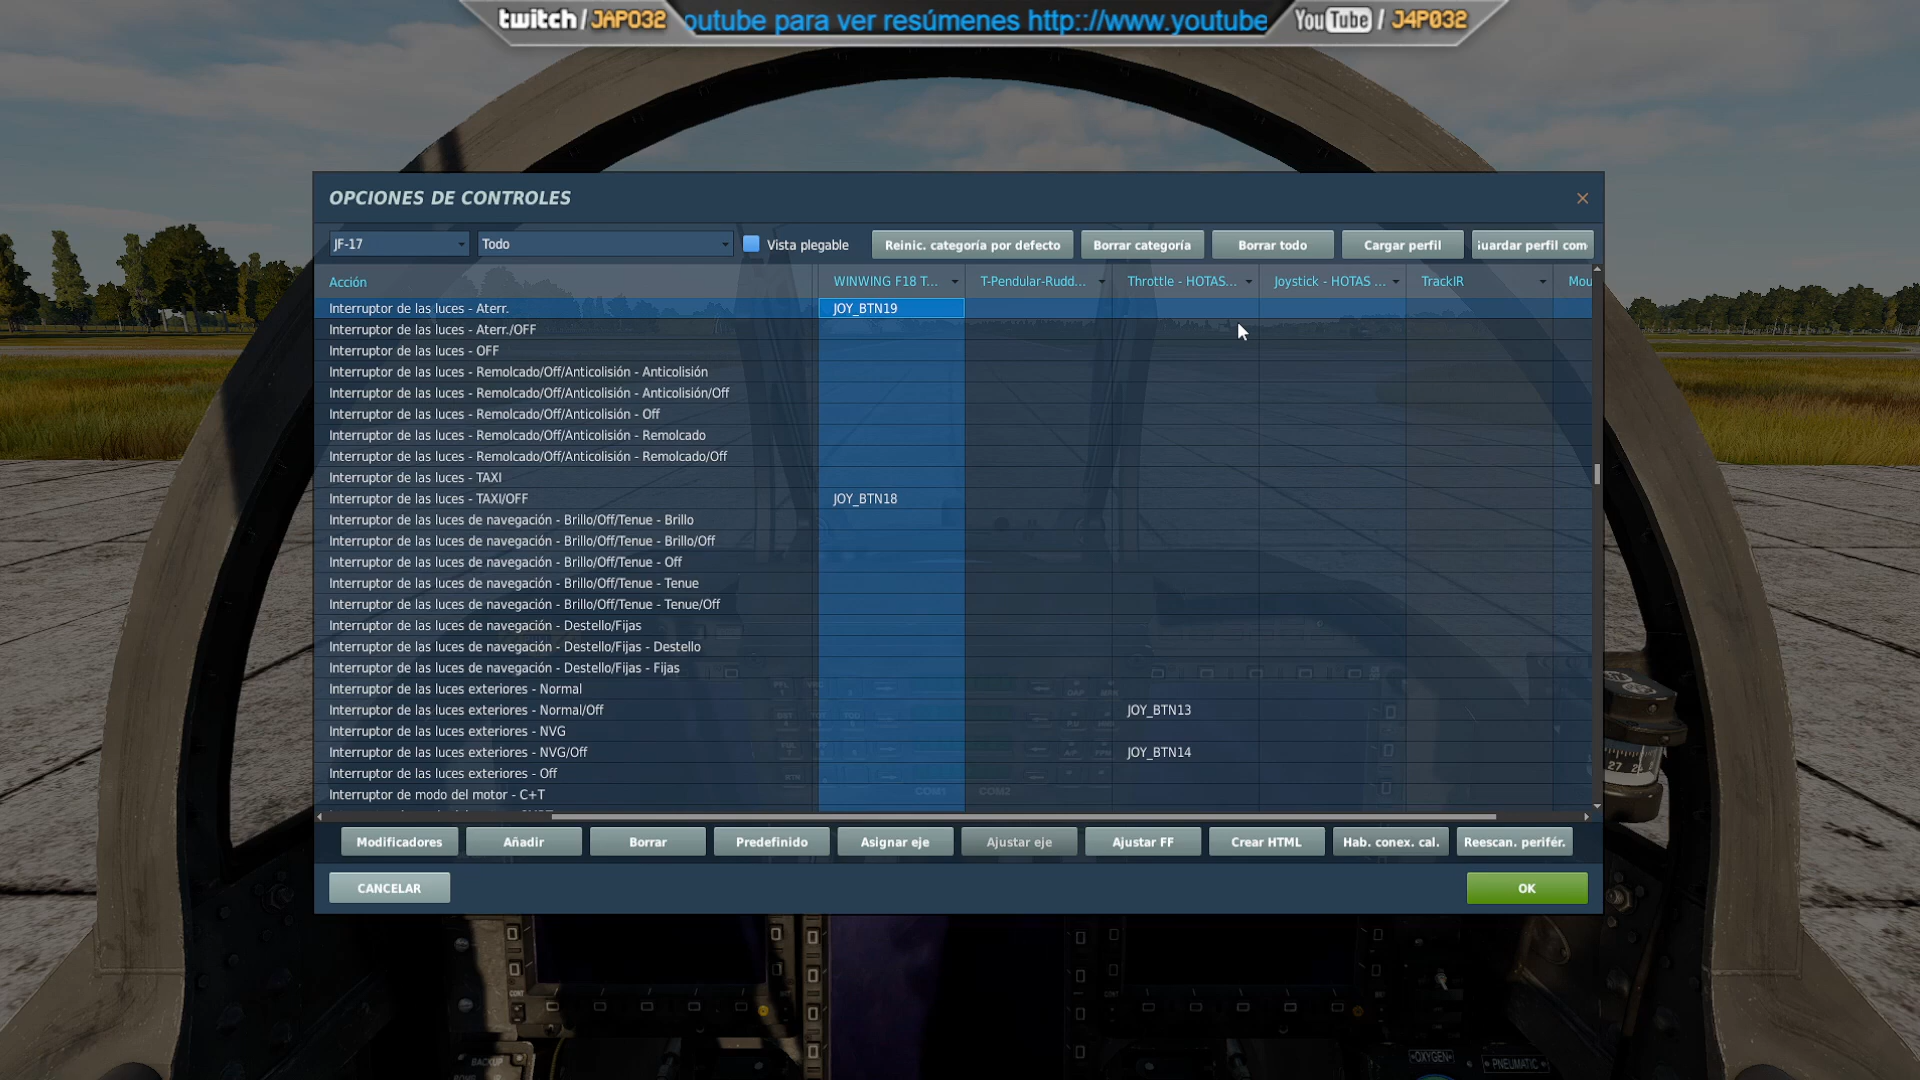 twitch / JAPO32 outube para ver resúmenes http:://www.youtube YouTube / J4P032
OPCIONES DE CONTROLES
JF-17 Todo Vista plegable Reinic. categoría por defecto Borrar categoría Borrar todo Cargar perfil Guardar perfil com
Acción WINWING F18 T... T-Pendular-Rudd... Throttle - HOTAS... Joystick - HOTAS ... TrackIR Mou
Interruptor de las luces - Aterr. JOY_BTN19
Interruptor de las luces - Aterr./OFF
Interruptor de las luces - OFF
Interruptor de las luces - Remolcado/Off/Anticolisión - Anticolisión
Interruptor de las luces - Remolcado/Off/Anticolisión - Anticolisión/Off
Interruptor de las luces - Remolcado/Off/Anticolisión - Off
Interruptor de las luces - Remolcado/Off/Anticolisión - Remolcado
Interruptor de las luces - Remolcado/Off/Anticolisión - Remolcado/Off
Interruptor de las luces - TAXI
Interruptor de las luces - TAXI/OFF JOY_BTN18
Interruptor de las luces de navegación - Brillo/Off/Tenue - Brillo
Interruptor de las luces de navegación - Brillo/Off/Tenue - Brillo/Off
Interruptor de las luces de navegación - Brillo/Off/Tenue - Off
Interruptor de las luces de navegación - Brillo/Off/Tenue - Tenue
Interruptor de las luces de navegación - Brillo/Off/Tenue - Tenue/Off
Interruptor de las luces de navegación - Destello/Fijas
Interruptor de las luces de navegación - Destello/Fijas - Destello
Interruptor de las luces de navegación - Destello/Fijas - Fijas
Interruptor de las luces exteriores - Normal
Interruptor de las luces exteriores - Normal/Off JOY_BTN13
Interruptor de las luces exteriores - NVG
Interruptor de las luces exteriores - NVG/Off JOY_BTN14
Interruptor de las luces exteriores - Off
Interruptor de modo del motor - C+T
COM1 COM2
Modificadores Añadir Borrar Predefinido Asignar eje Ajustar eje Ajustar FF Crear HTML Hab. conex. cal. Reescan. perifér.
CANCELAR OK
BACKUP OXYGEN PNEUMATIC